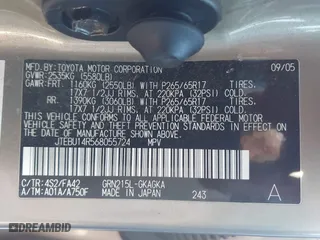 MFD. BY: TOYOTA MOTOR CORPORATION 09/05
GVWR: 2535KG (5580LB)
GAWR: FRT. 1160KG (2550LB) WITH P265/65R17 TIRES,
17X7 1/2JJ RIMS, AT 220KPA (32PSI) COLD
RR. 1390KG (3060LB) WITH P265/65R17 TIRES,
17X7 1/2JJ RIMS, AT 220KPA (32PSI) COLD
THIS VEHICLE CONFORMS TO ALL APPLICABLE FEDERAL MOTOR
VEHICLE SAFETY AND THEFT PREVENTION STANDARDS IN EFFECT
ON THE DATE OF MANUFACTURE SHOWN ABOVE.
JTEBU14R568055724 MPV
C/TR: 4S2/FA42 GRN215L-GKAGKA
A/TM: A01A/A750F MADE IN JAPAN 243 A
© DRIVERSIDE AUTO